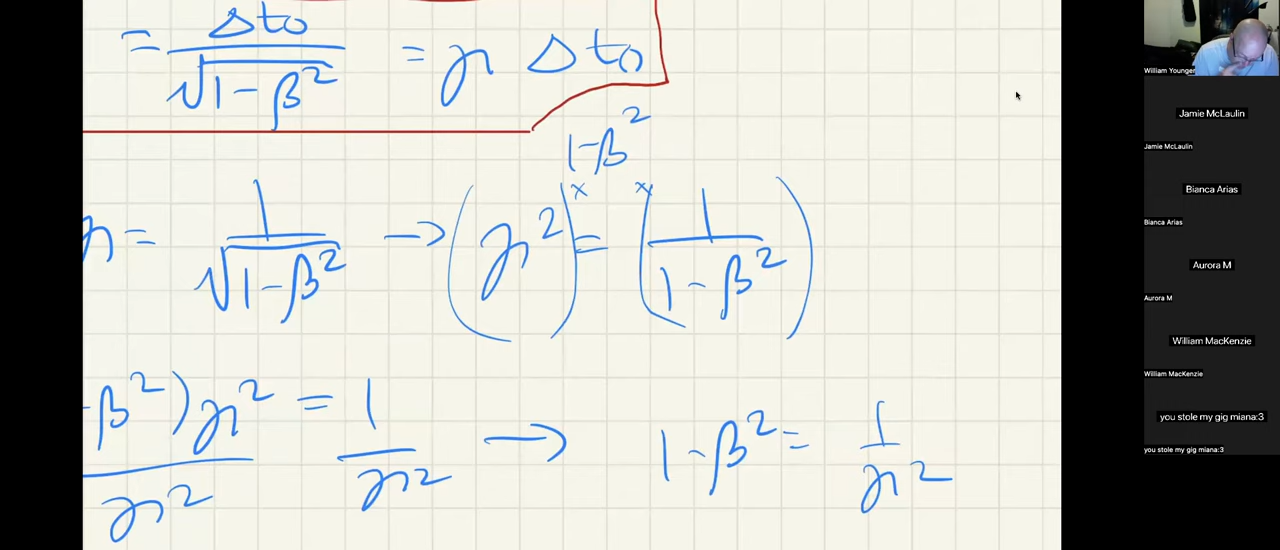 = Δt₀ / √(1-β²) = γ Δt₀
1-β²
γ = 1 / √(1-β²) → (γ²)ˣ = ˣ(1 / (1-β²))
-β²)γ² / γ² = 1 / γ² → 1-β² = 1 / γ²
William Younger
Jamie McLaulin
Jamie McLaulin
Bianca Arias
Bianca Arias
Aurora M
Aurora M
William MacKenzie
William MacKenzie
you stole my gig miana:3
you stole my gig miana:3